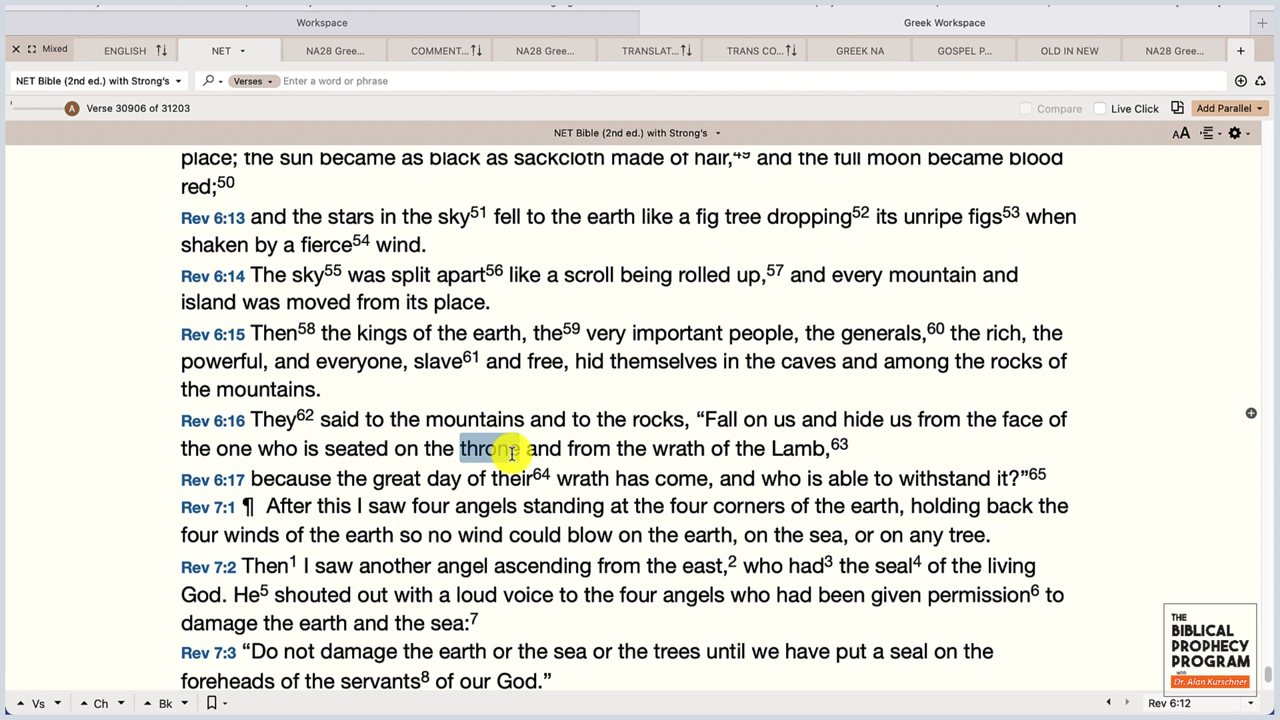 Workspace
Greek Workspace
Mixed
ENGLISH
NET
NA28 Gree...
COMMENT...
NA28 Gree...
TRANSLAT...
TRANS CO...
GREEK NA
GOSPEL P...
OLD IN NEW
NA28 Gree...
NET Bible (2nd ed.) with Strong's
Verses
Enter a word or phrase
A
Verse 30906 of 31203
Compare
Live Click
Add Parallel
NET Bible (2nd ed.) with Strong's
AA
place; the sun became as black as sackcloth made of hair,49 and the full moon became blood
red;50
Rev 6:13 and the stars in the sky51 fell to the earth like a fig tree dropping52 its unripe figs53 when
shaken by a fierce54 wind.
Rev 6:14 The sky55 was split apart56 like a scroll being rolled up,57 and every mountain and
island was moved from its place.
Rev 6:15 Then58 the kings of the earth, the59 very important people, the generals,60 the rich, the
powerful, and everyone, slave61 and free, hid themselves in the caves and among the rocks of
the mountains.
Rev 6:16 They62 said to the mountains and to the rocks, “Fall on us and hide us from the face of
the one who is seated on the throne and from the wrath of the Lamb,63
Rev 6:17 because the great day of their64 wrath has come, and who is able to withstand it?”65
Rev 7:1 ¶ After this I saw four angels standing at the four corners of the earth, holding back the
four winds of the earth so no wind could blow on the earth, on the sea, or on any tree.
Rev 7:2 Then1 I saw another angel ascending from the east,2 who had3 the seal4 of the living
God. He5 shouted out with a loud voice to the four angels who had been given permission6 to
damage the earth and the sea:7
Rev 7:3 “Do not damage the earth or the sea or the trees until we have put a seal on the
foreheads of the servants8 of our God.”
THE
BIBLICAL
PROPHECY
PROGRAM
with
Dr. Alan Kurschner
Vs
Ch
Bk
Rev 6:12